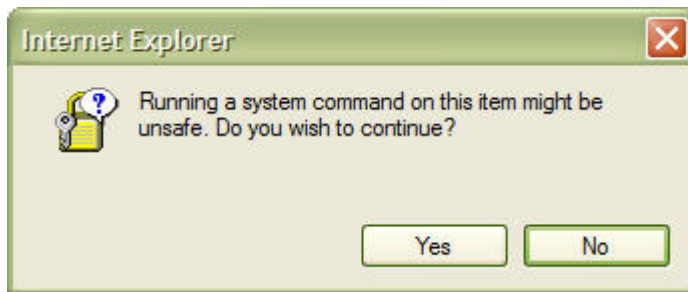 Internet Explorer
Running a system command on this item might be
unsafe. Do you wish to continue?
Yes
No